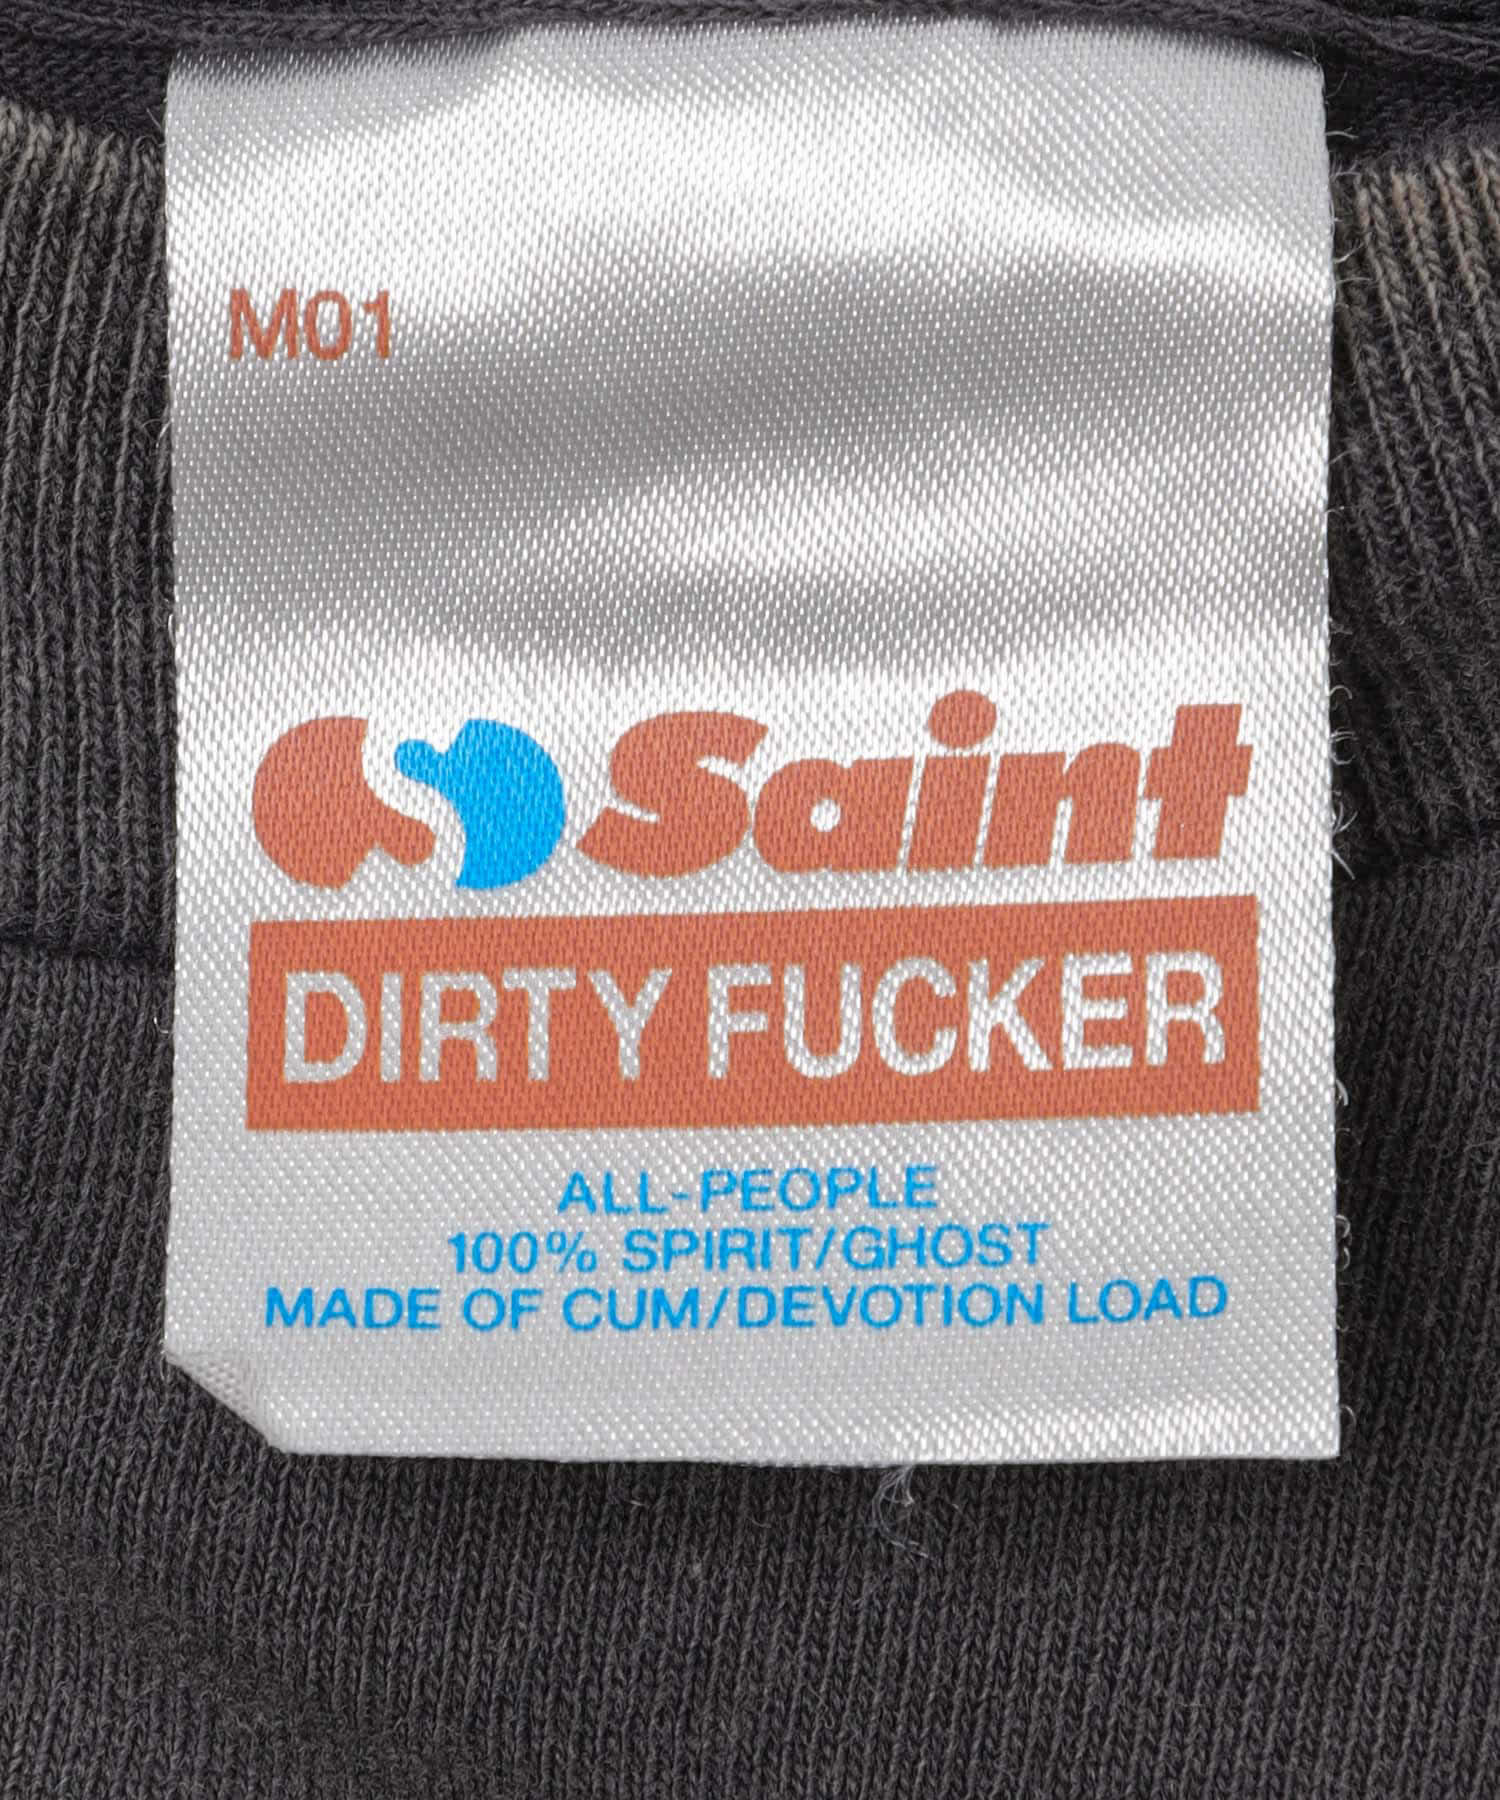 M01
Saint
DIRTY FUCKER
ALL-PEOPLE
100% SPIRIT/GHOST
MADE OF CUM/DEVOTION LOAD